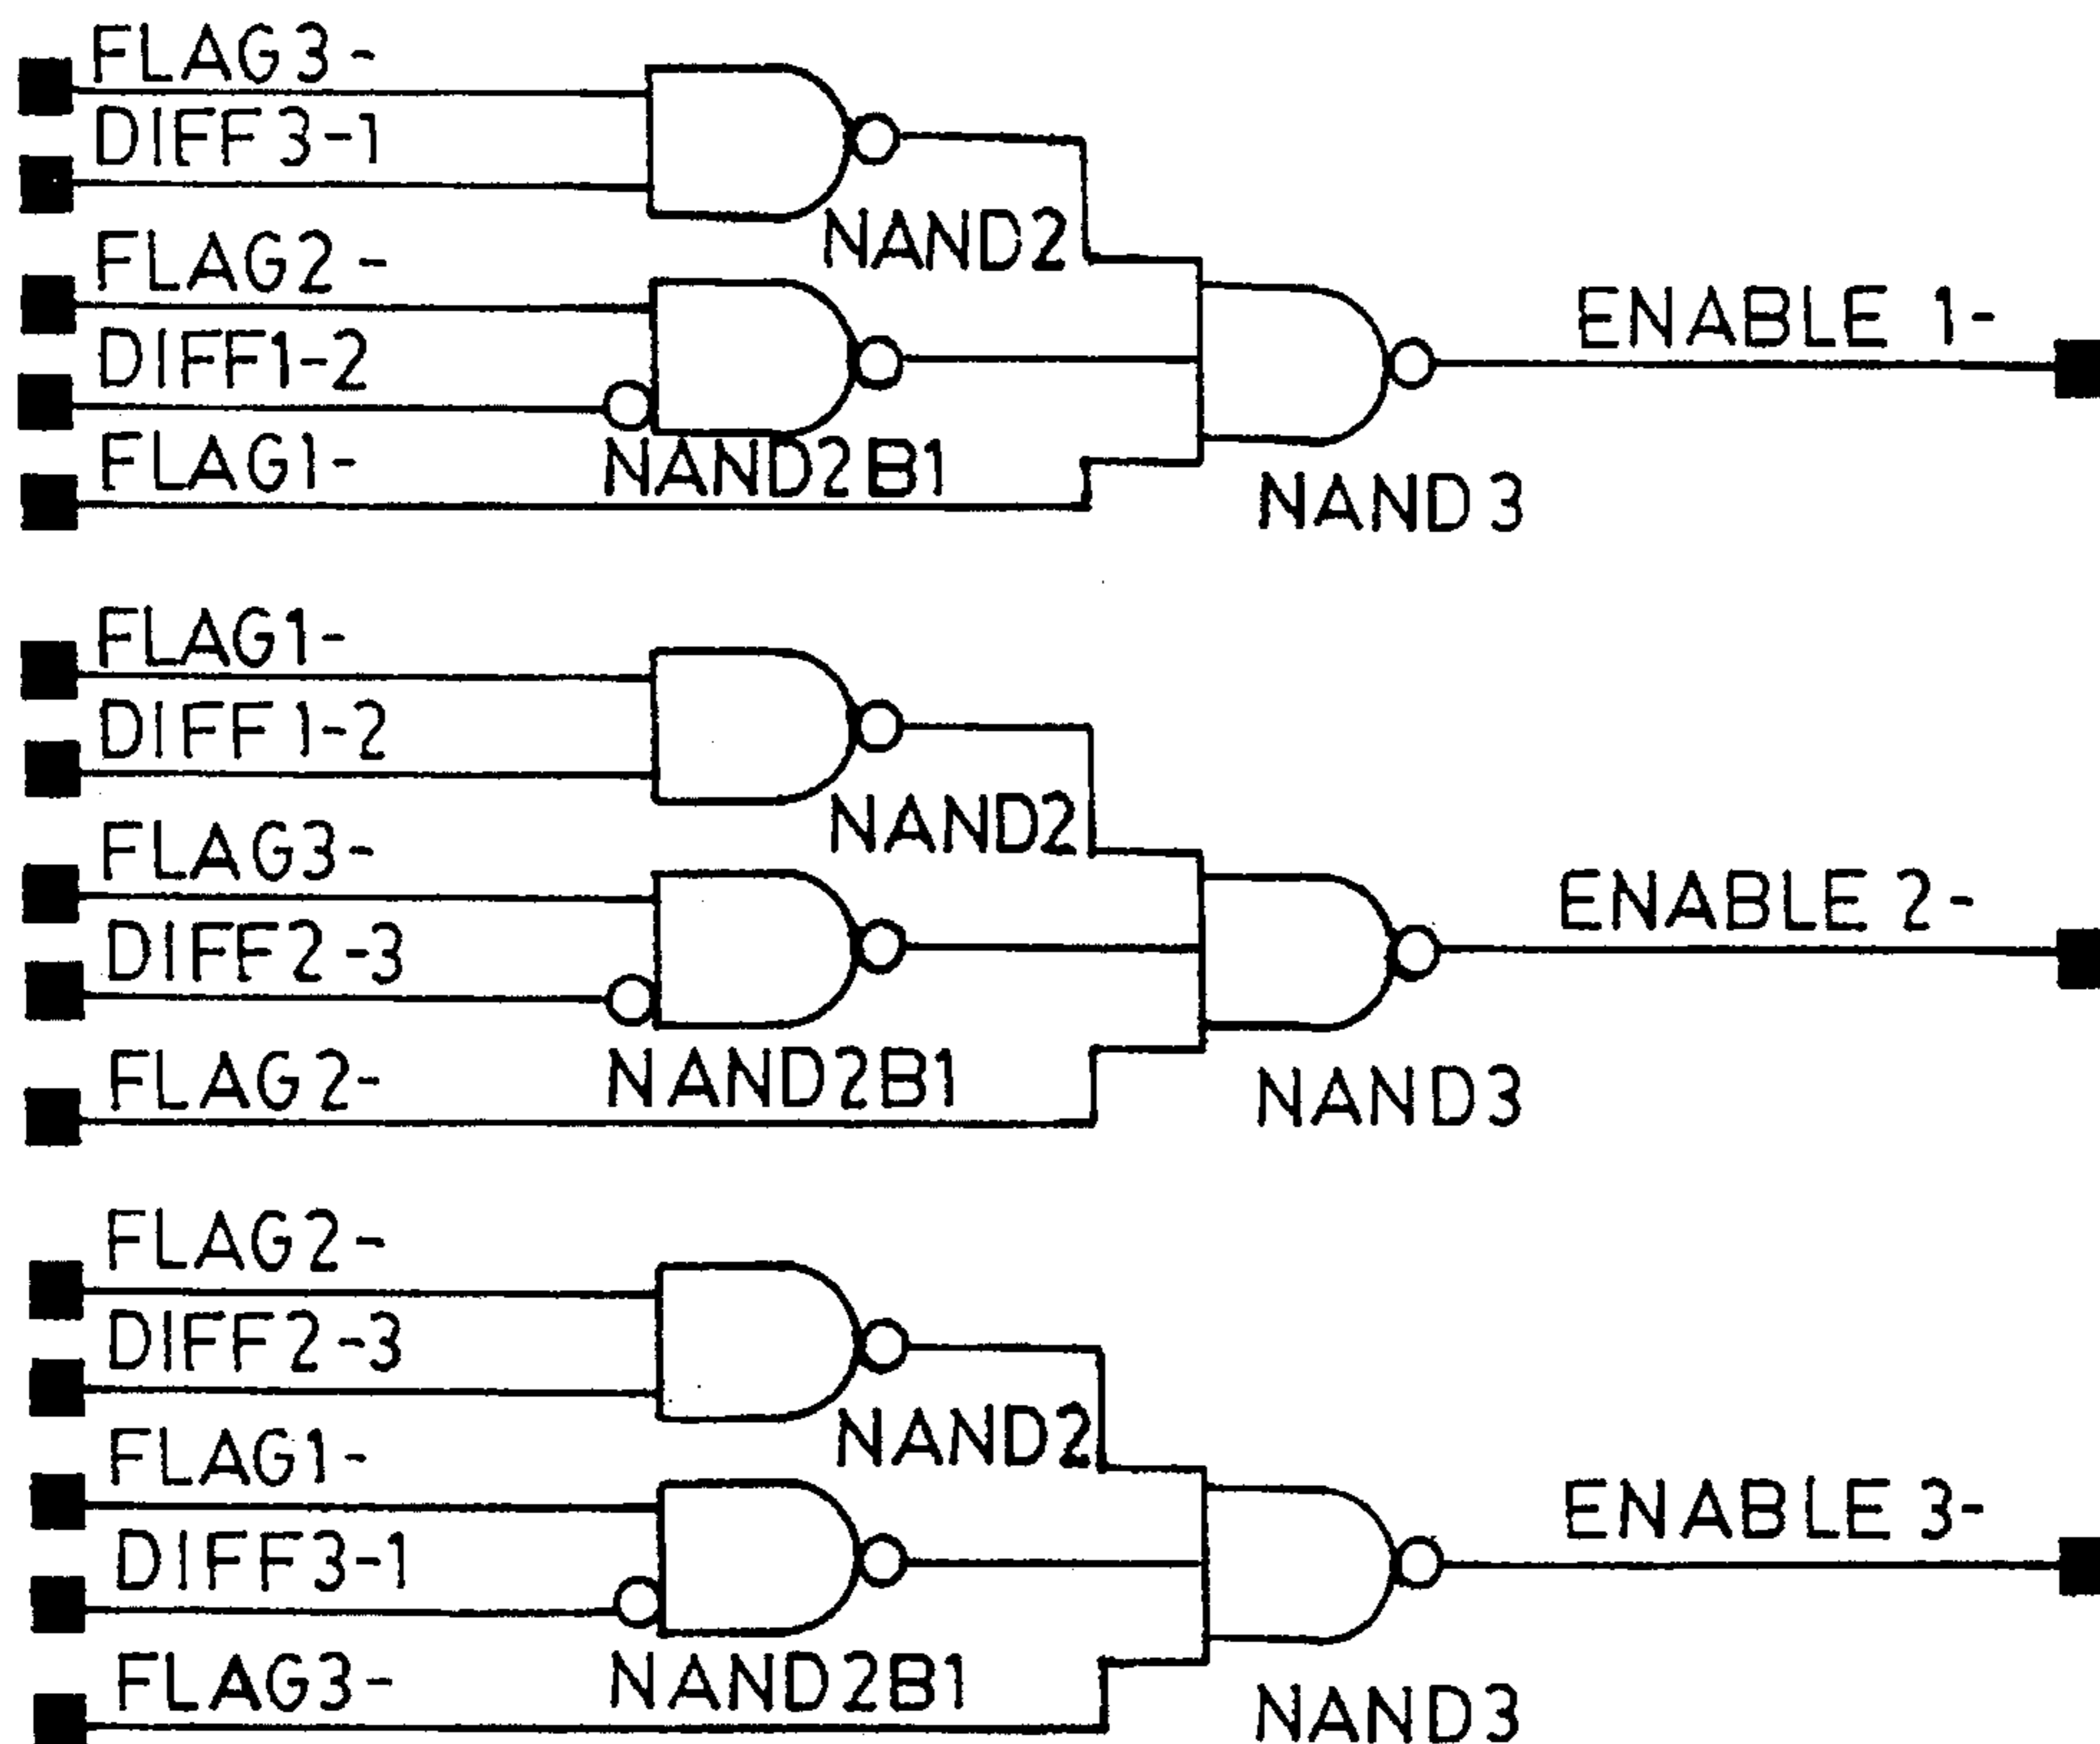 FLAG3-
DIFF3-1
NAND2
FLAG2-
DIFF1-2
NAND2B1
FLAG1-
NAND3
ENABLE 1-
FLAG1-
DIFF1-2
NAND2
FLAG3-
DIFF2-3
NAND2B1
FLAG2-
NAND3
ENABLE 2-
FLAG2-
DIFF2-3
NAND2
FLAG1-
DIFF3-1
NAND2B1
FLAG3-
NAND3
ENABLE 3-